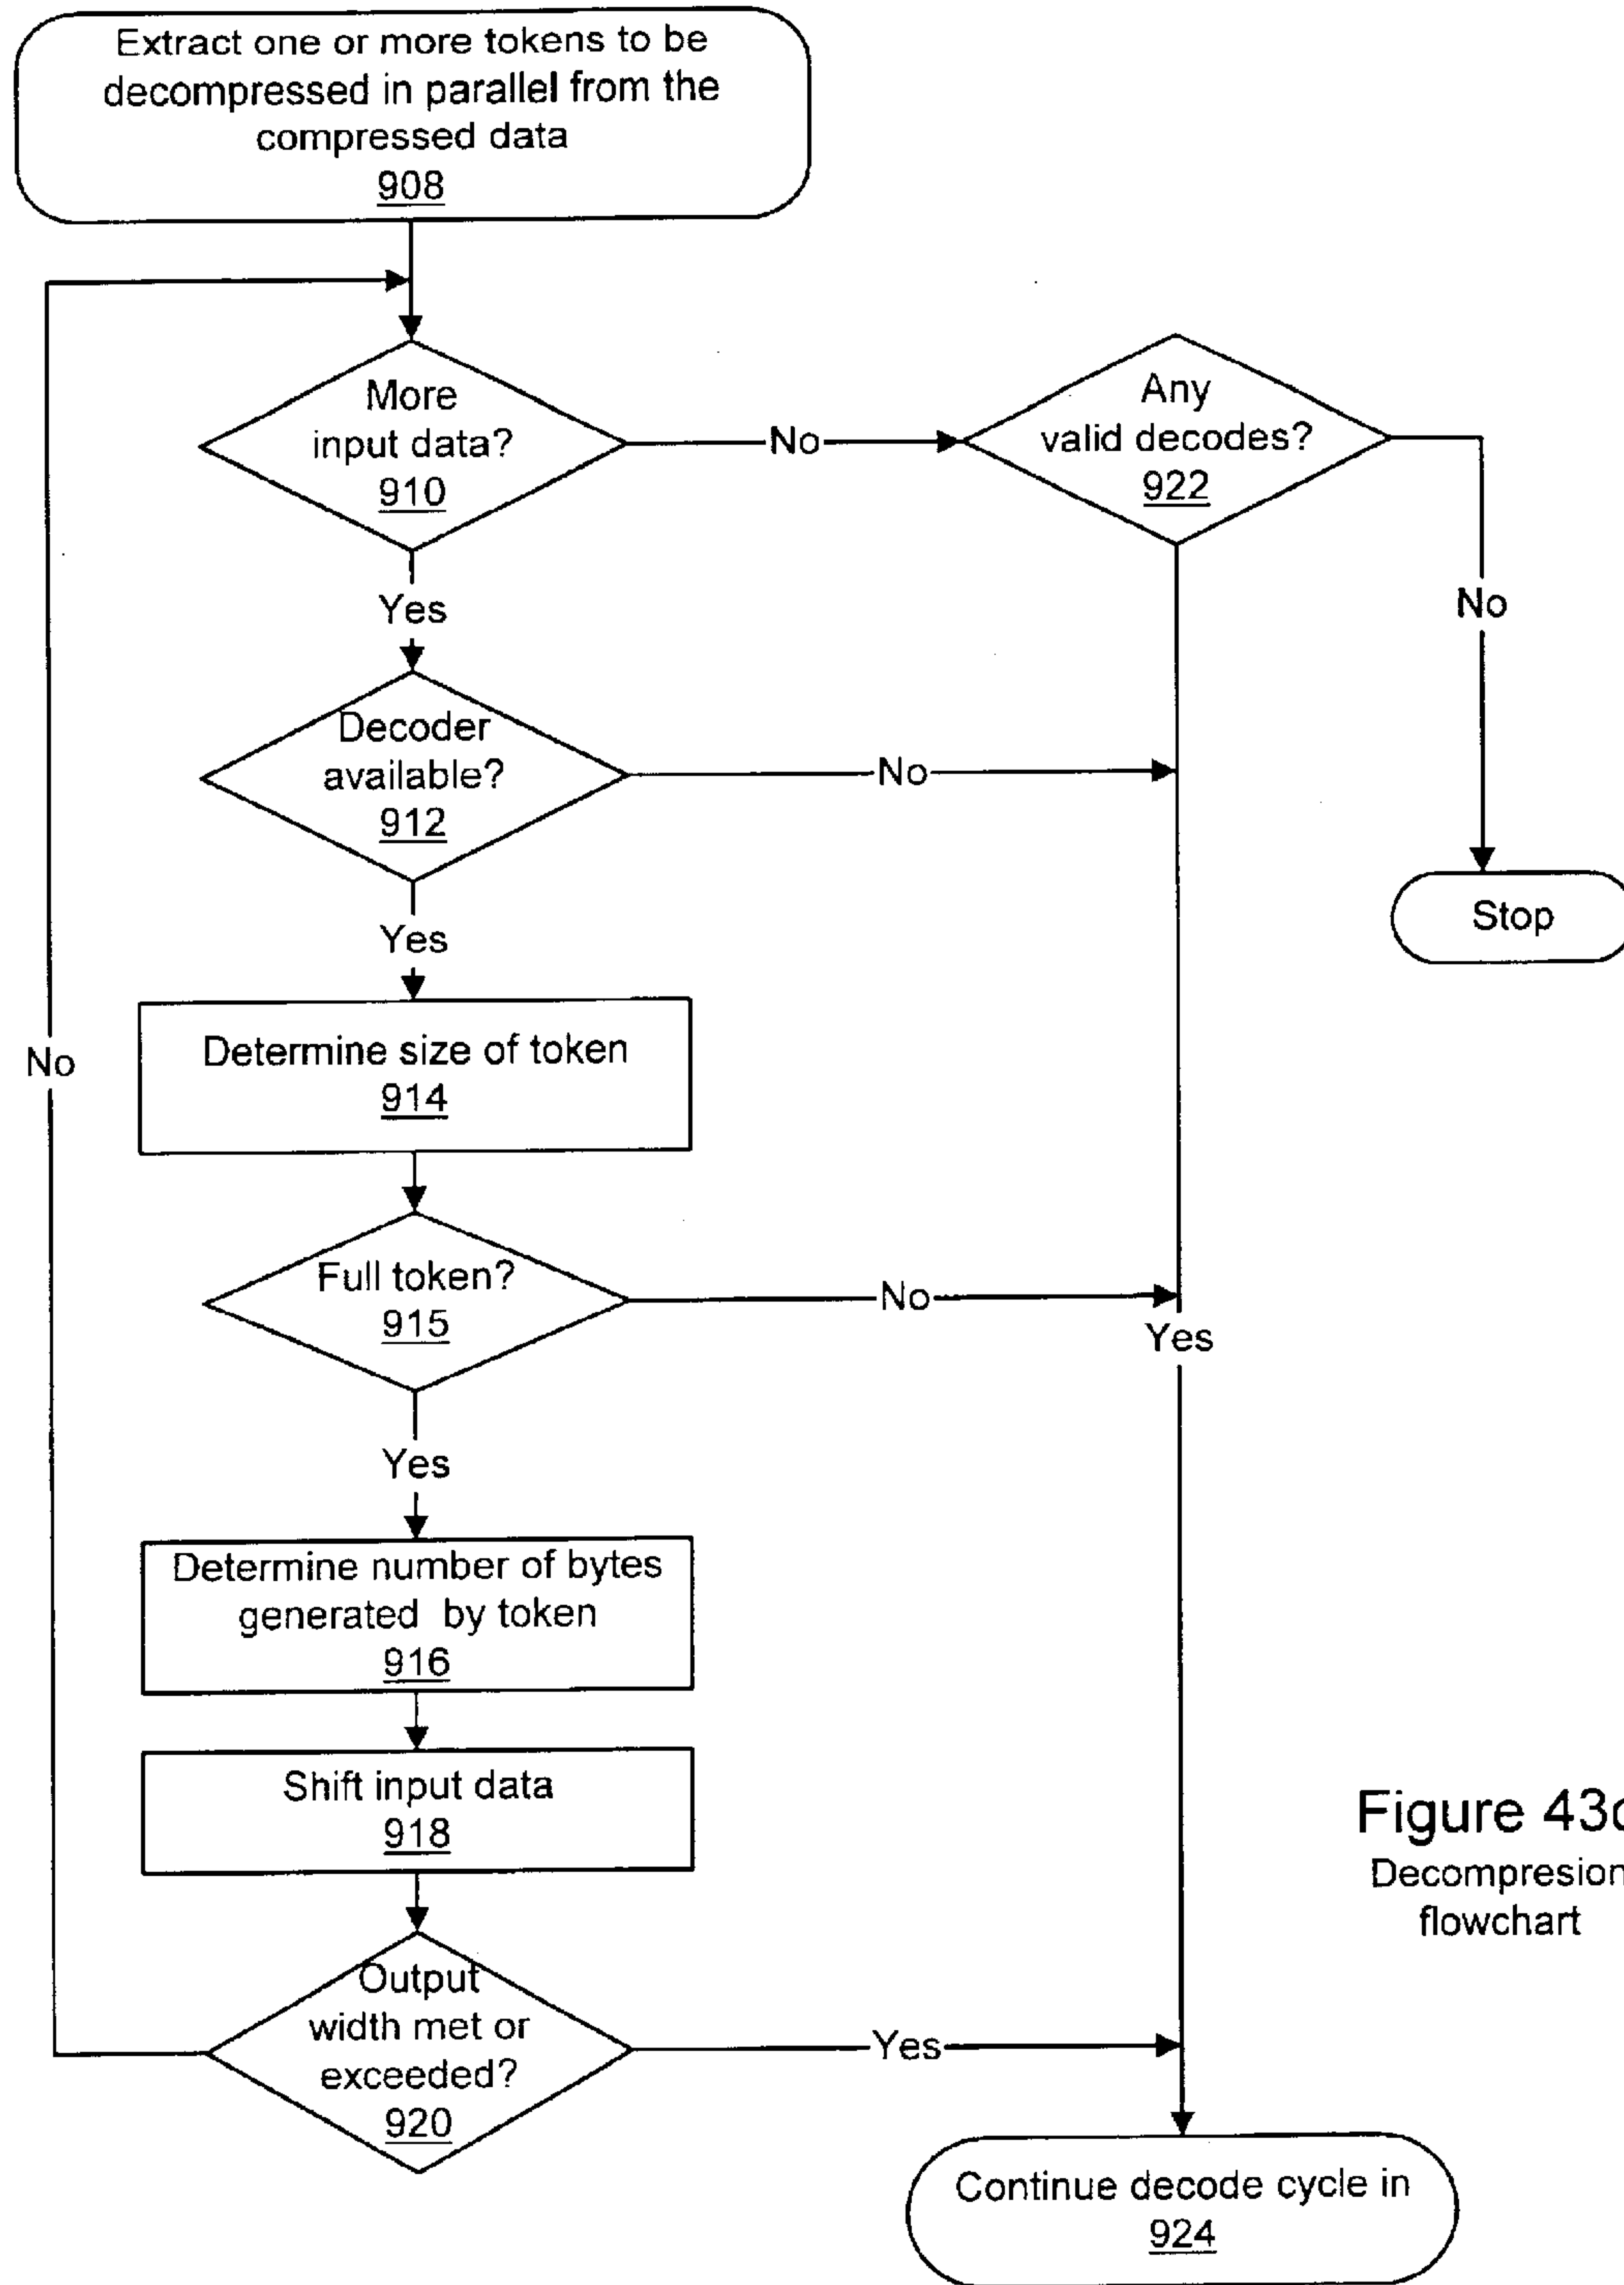 Extract one or more tokens to be
decompressed in parallel from the
compressed data
908
More
input data?
910
No
Any
valid decodes?
922
No
Stop
Yes
Decoder
available?
912
No
Yes
Determine size of token
914
No
Full token?
915
No
Yes
Yes
Determine number of bytes
generated by token
916
Shift input data
918
Output
width met or
exceeded?
920
Yes
Continue decode cycle in
924
Figure
Decompresion
flowchart